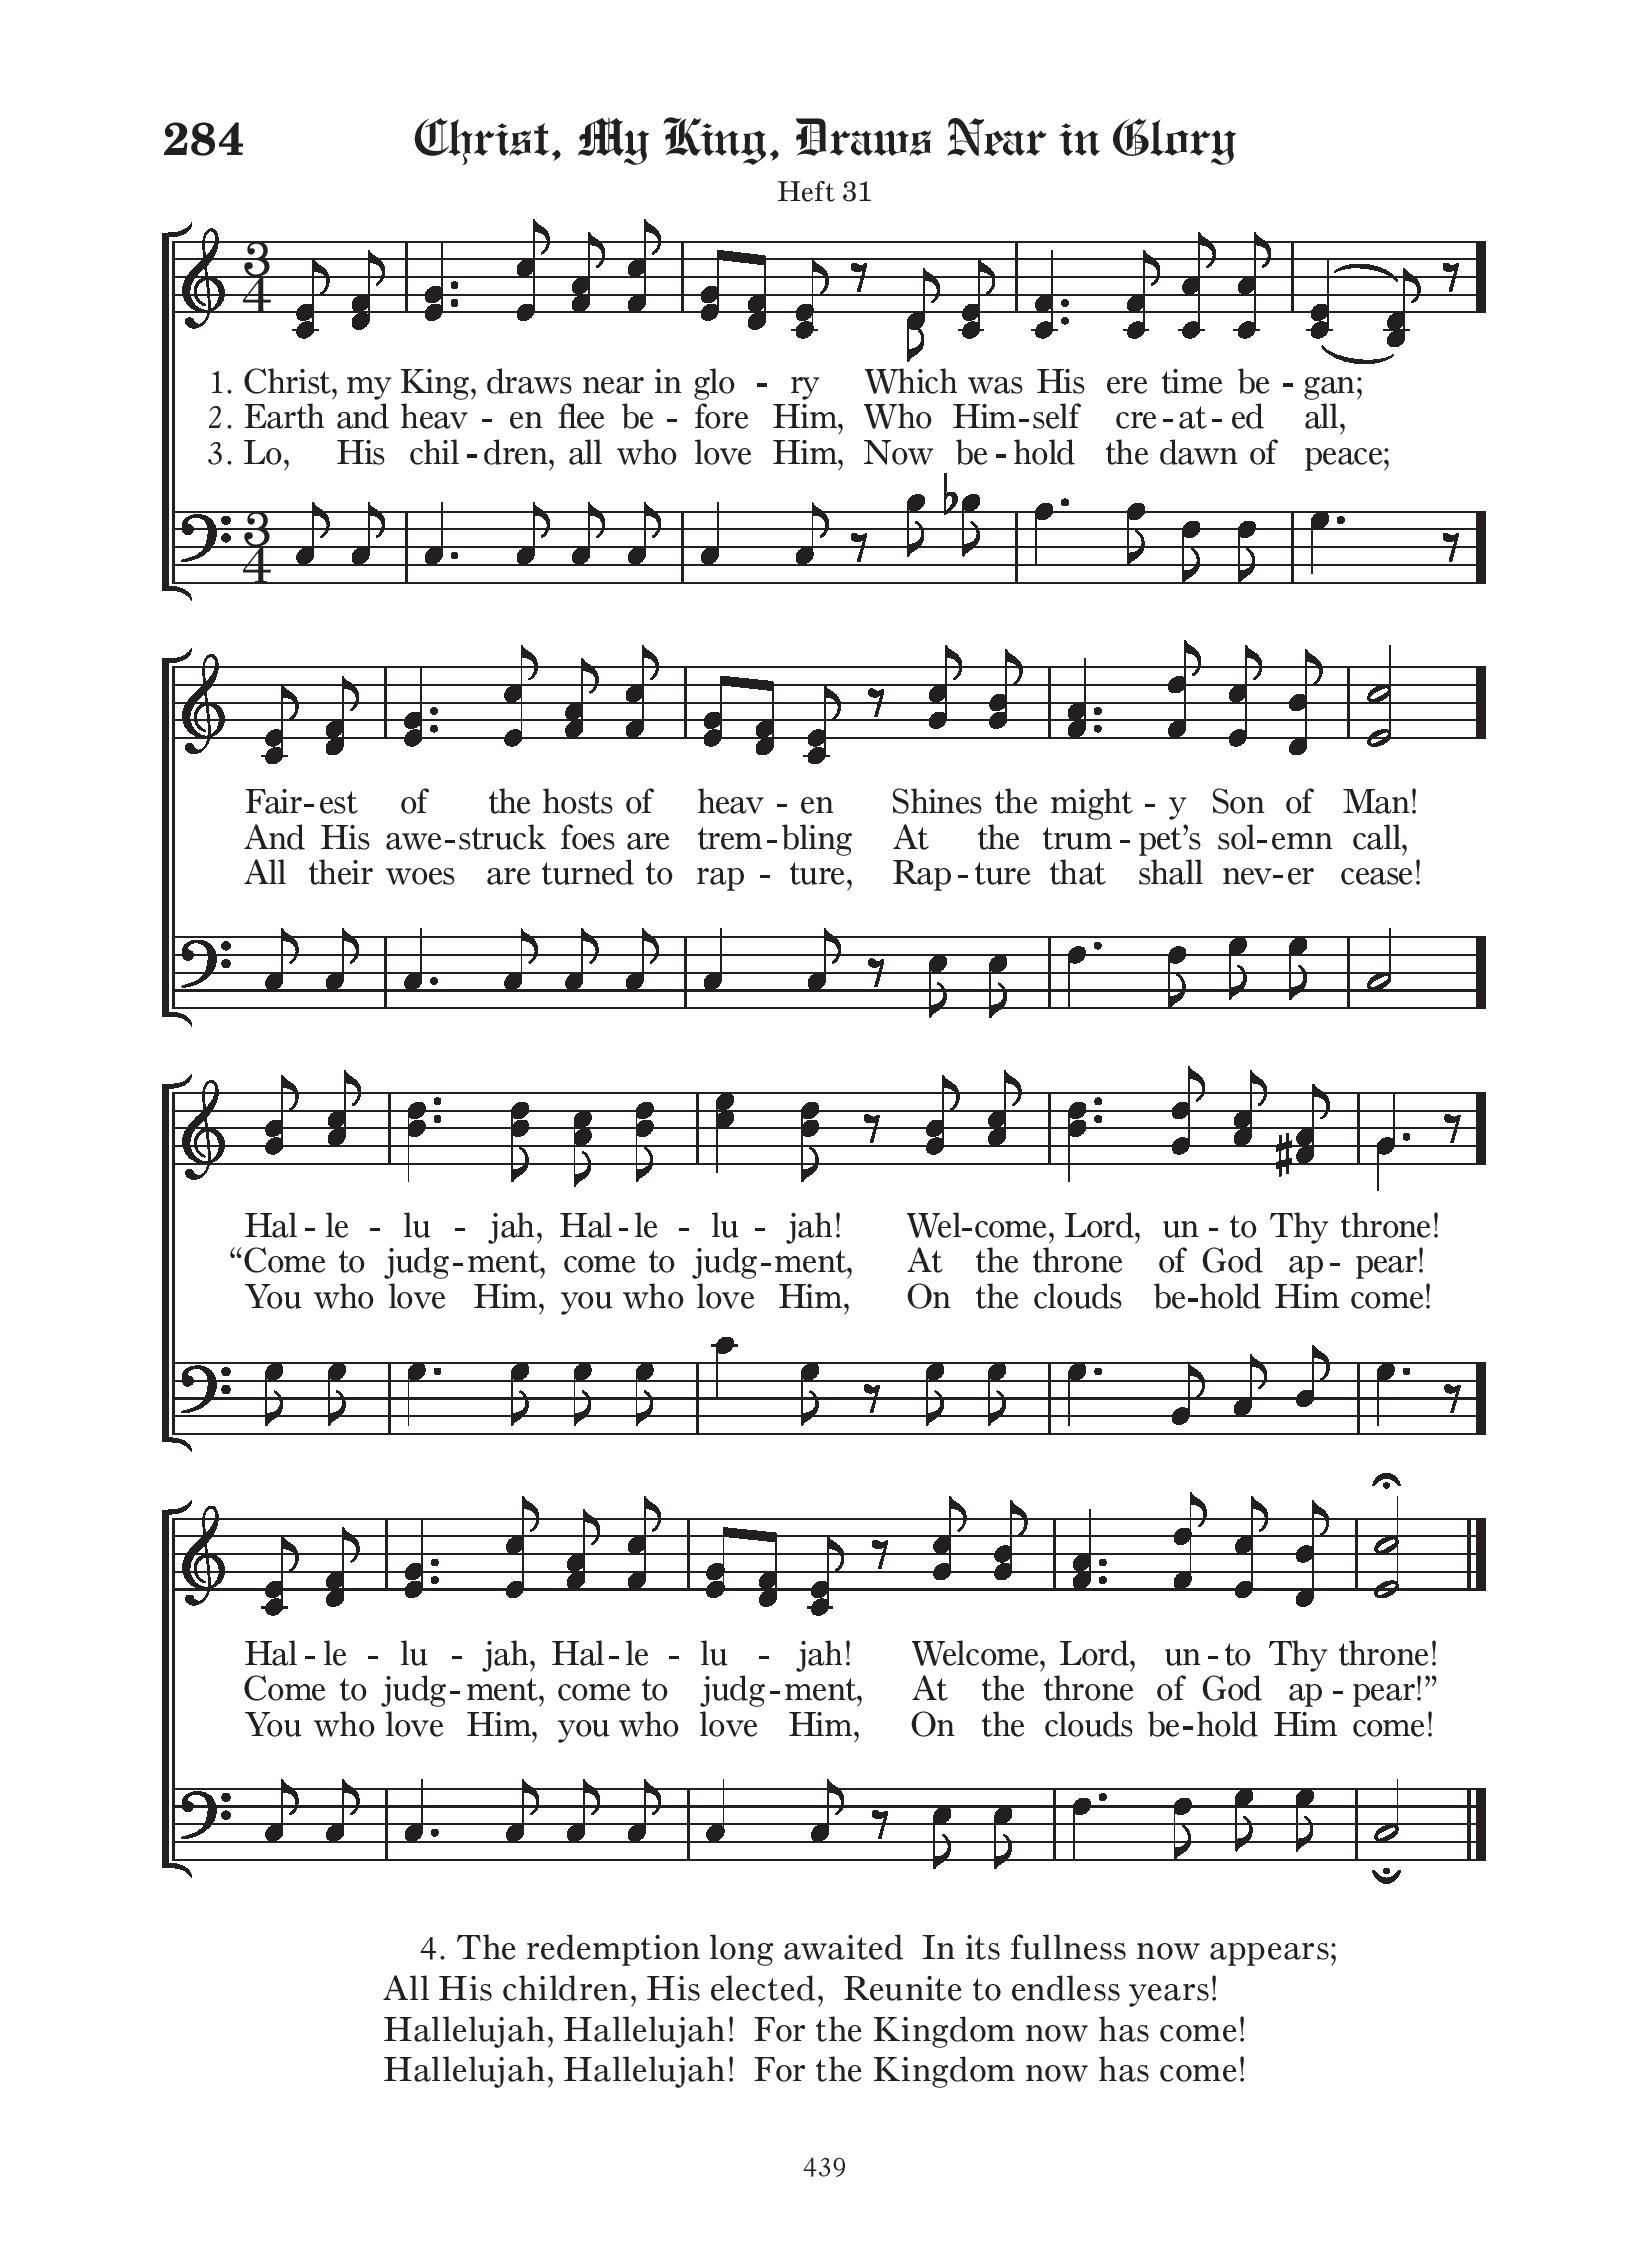 284 Christ, My King, Draws Near in Glory
Heft 31
1. Christ, my King, draws near in glo - ry Which was His ere time be - gan;
2. Earth and heav - en flee be - fore Him, Who Him - self cre - at - ed all,
3. Lo, His chil - dren, all who love Him, Now be - hold the dawn of peace;
Fair - est of the hosts of heav - en Shines the might - y Son of Man!
And His awe - struck foes are trem - bling At the trum - pet’s sol - emn call,
All their woes are turned to rap - ture, Rap - ture that shall nev - er cease!
Hal - le - lu - jah, Hal - le - lu - jah! Wel - come, Lord, un - to Thy throne!
“Come to judg - ment, come to judg - ment, At the throne of God ap - pear!
You who love Him, you who love Him, On the clouds be - hold Him come!
Hal - le - lu - jah, Hal - le - lu - jah! Welcome, Lord, un - to Thy throne!
Come to judg - ment, come to judg - ment, At the throne of God ap - pear!”
You who love Him, you who love Him, On the clouds be - hold Him come!
4. The redemption long awaited In its fullness now appears;
All His children, His elected, Reunite to endless years!
Hallelujah, Hallelujah! For the Kingdom now has come!
Hallelujah, Hallelujah! For the Kingdom now has come!
439